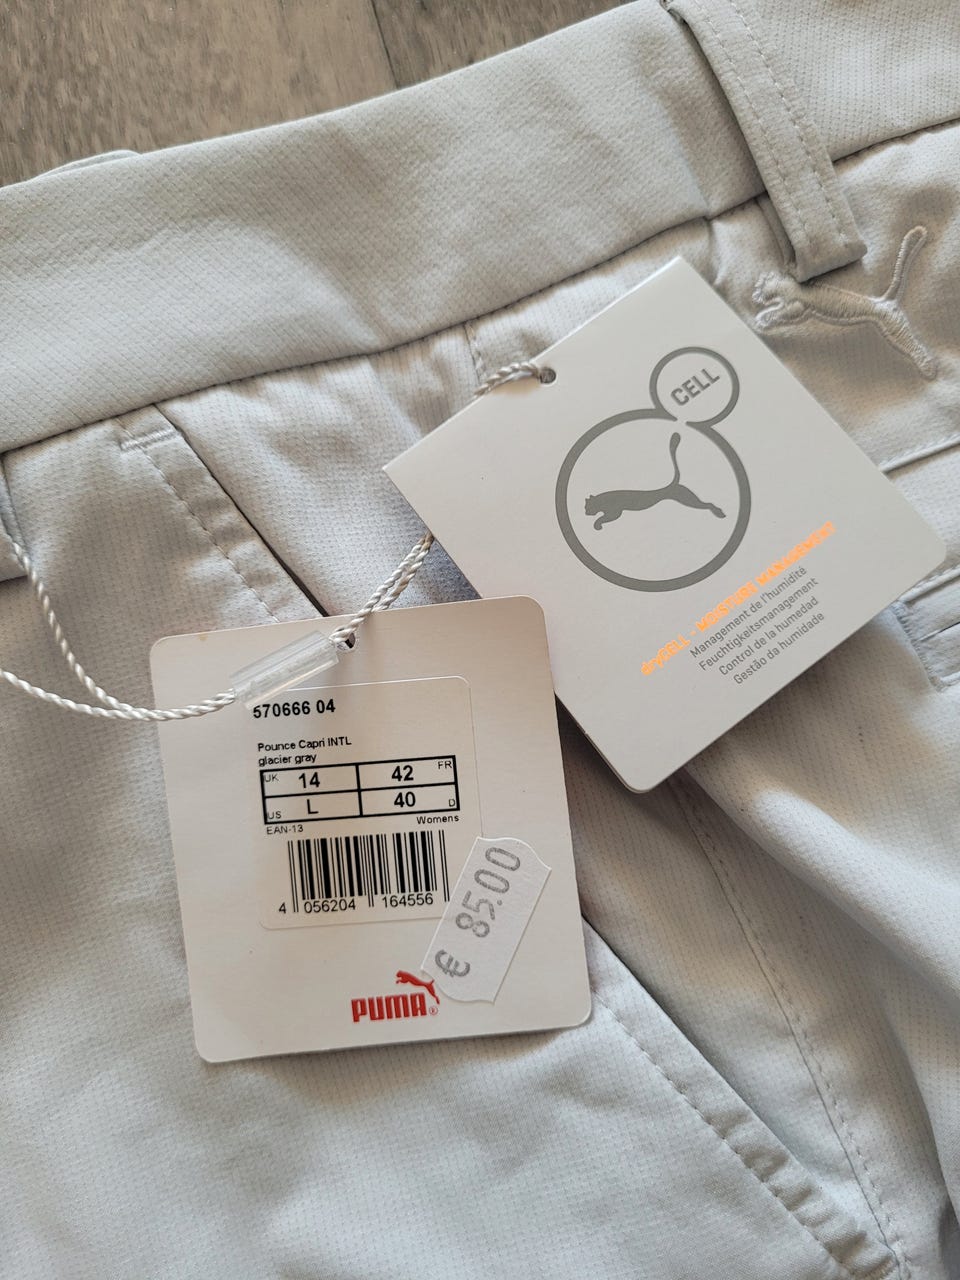 CELL
dryCELL - MOISTURE MANAGEMENT
Management de l'humidité
Feuchtigkeitsmanagement
Control de la humedad
Gestão da humidade
570666 04
Pounce Capri INTL
glacier gray
UK 14 42 FR
US L 40 D
EAN-13 Womens
4 056204 164556
€ 85.00
PUMA®